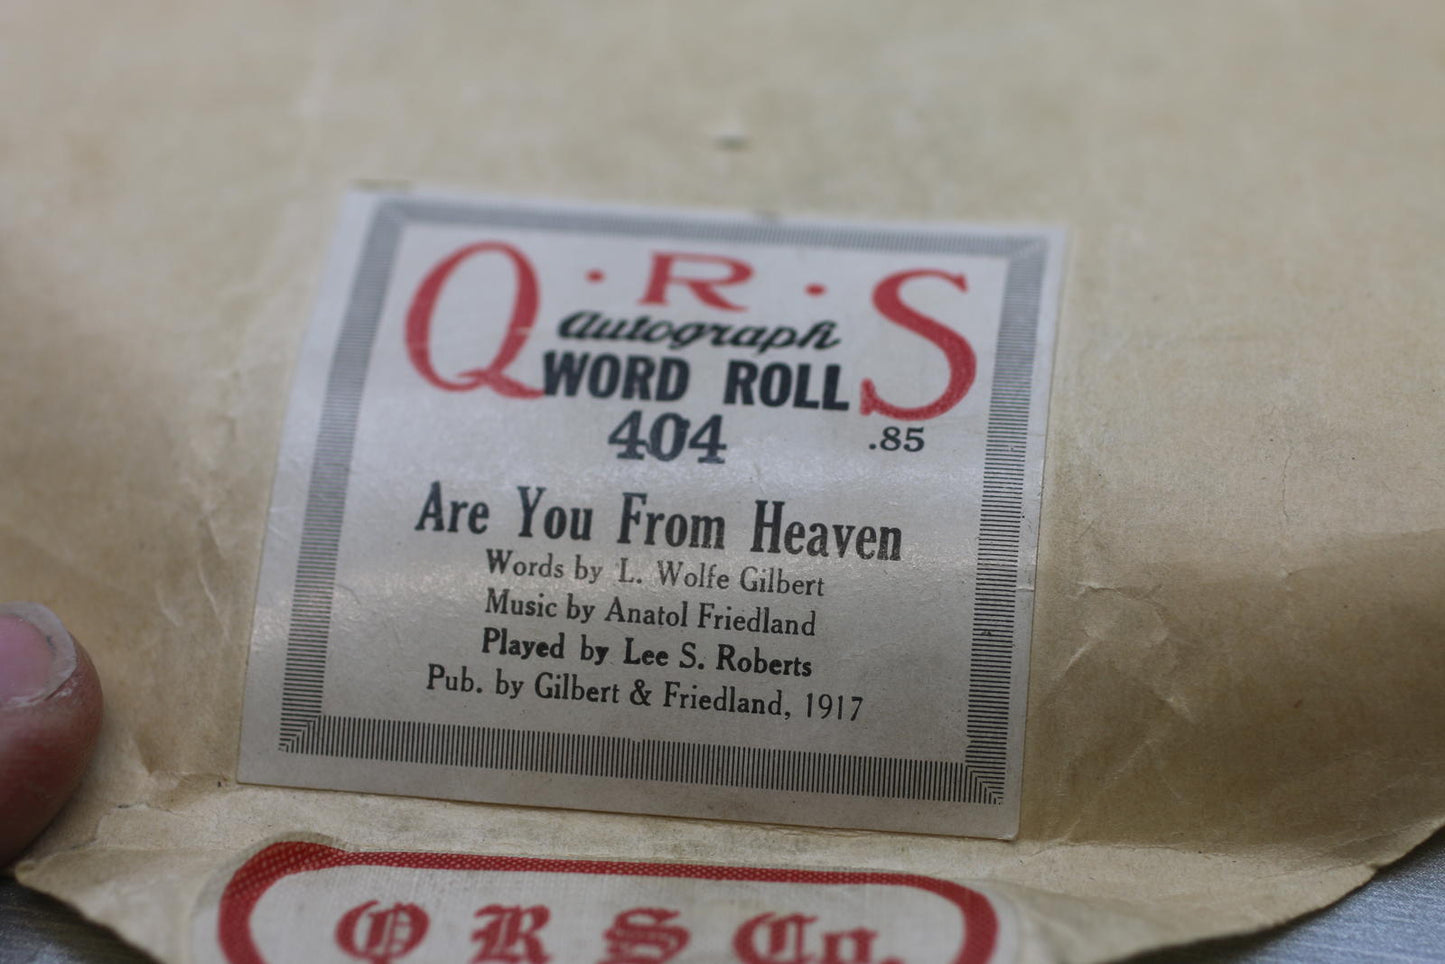 Q·R·S
Autograph
WORD ROLL
404 .85
Are You From Heaven
Words by L. Wolfe Gilbert
Music by Anatol Friedland
Played by Lee S. Roberts
Pub. by Gilbert & Friedland, 1917
Q R S Co.